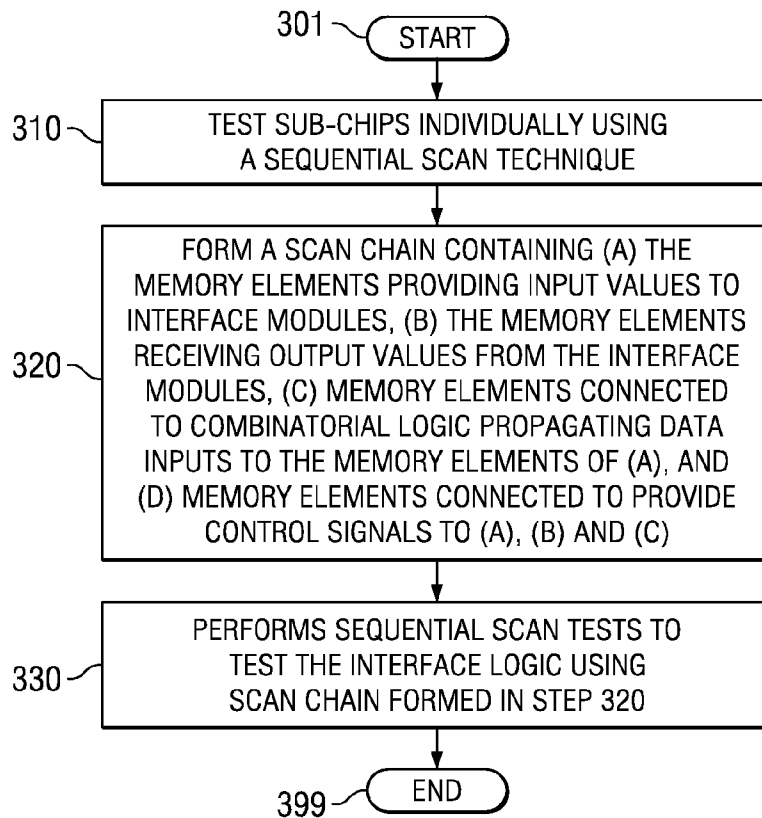 301
START
310
TEST SUB-CHIPS INDIVIDUALLY USING
A SEQUENTIAL SCAN TECHNIQUE
320
FORM A SCAN CHAIN CONTAINING (A) THE
MEMORY ELEMENTS PROVIDING INPUT VALUES TO
INTERFACE MODULES, (B) THE MEMORY ELEMENTS
RECEIVING OUTPUT VALUES FROM THE INTERFACE
MODULES, (C) MEMORY ELEMENTS CONNECTED
TO COMBINATORIAL LOGIC PROPAGATING DATA
INPUTS TO THE MEMORY ELEMENTS OF (A), AND
(D) MEMORY ELEMENTS CONNECTED TO PROVIDE
CONTROL SIGNALS TO (A), (B) AND (C)
330
PERFORMS SEQUENTIAL SCAN TESTS TO
TEST THE INTERFACE LOGIC USING
SCAN CHAIN FORMED IN STEP 320
399
END